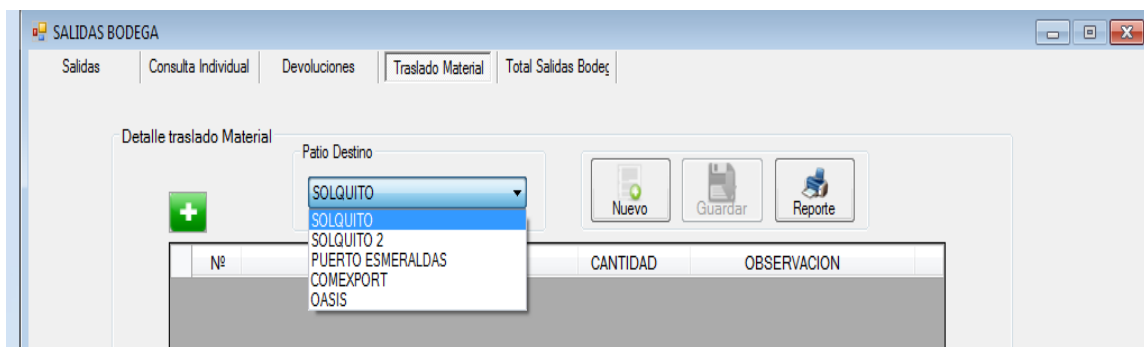 SALIDAS BODEGA
Salidas Consulta Individual Devoluciones Traslado Material Total Salidas Bodeg
Detalle traslado Material
Patio Destino
SOLQUITO
Nuevo Guardar Reporte
SOLQUITO
SOLQUITO 2
PUERTO ESMERALDAS
COMEXPORT
OASIS
Nº CANTIDAD OBSERVACION